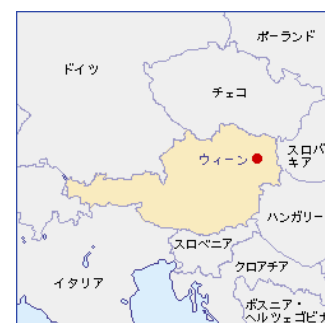 ポーランド
ドイツ
チェコ
ウィーン
スロバ
キア
ハンガリー
スロベニア
クロアチア
イタリア
ボスニア・
ヘルツェゴビナ